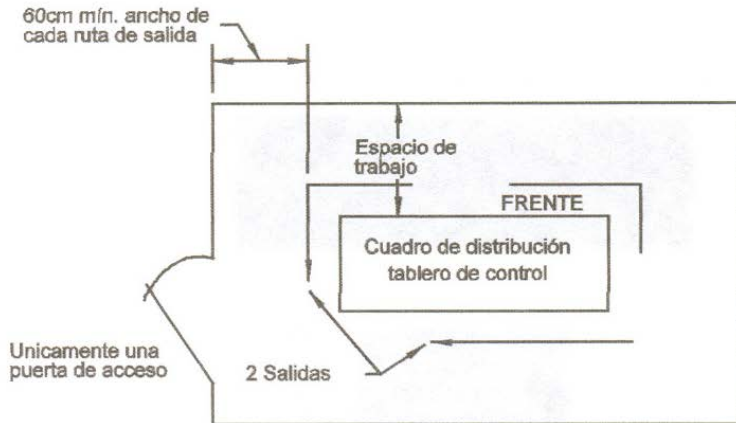 60cm mín. ancho de
cada ruta de salida
Espacio de
trabajo
FRENTE
Cuadro de distribución
tablero de control
Unicamente una
puerta de acceso
2 Salidas